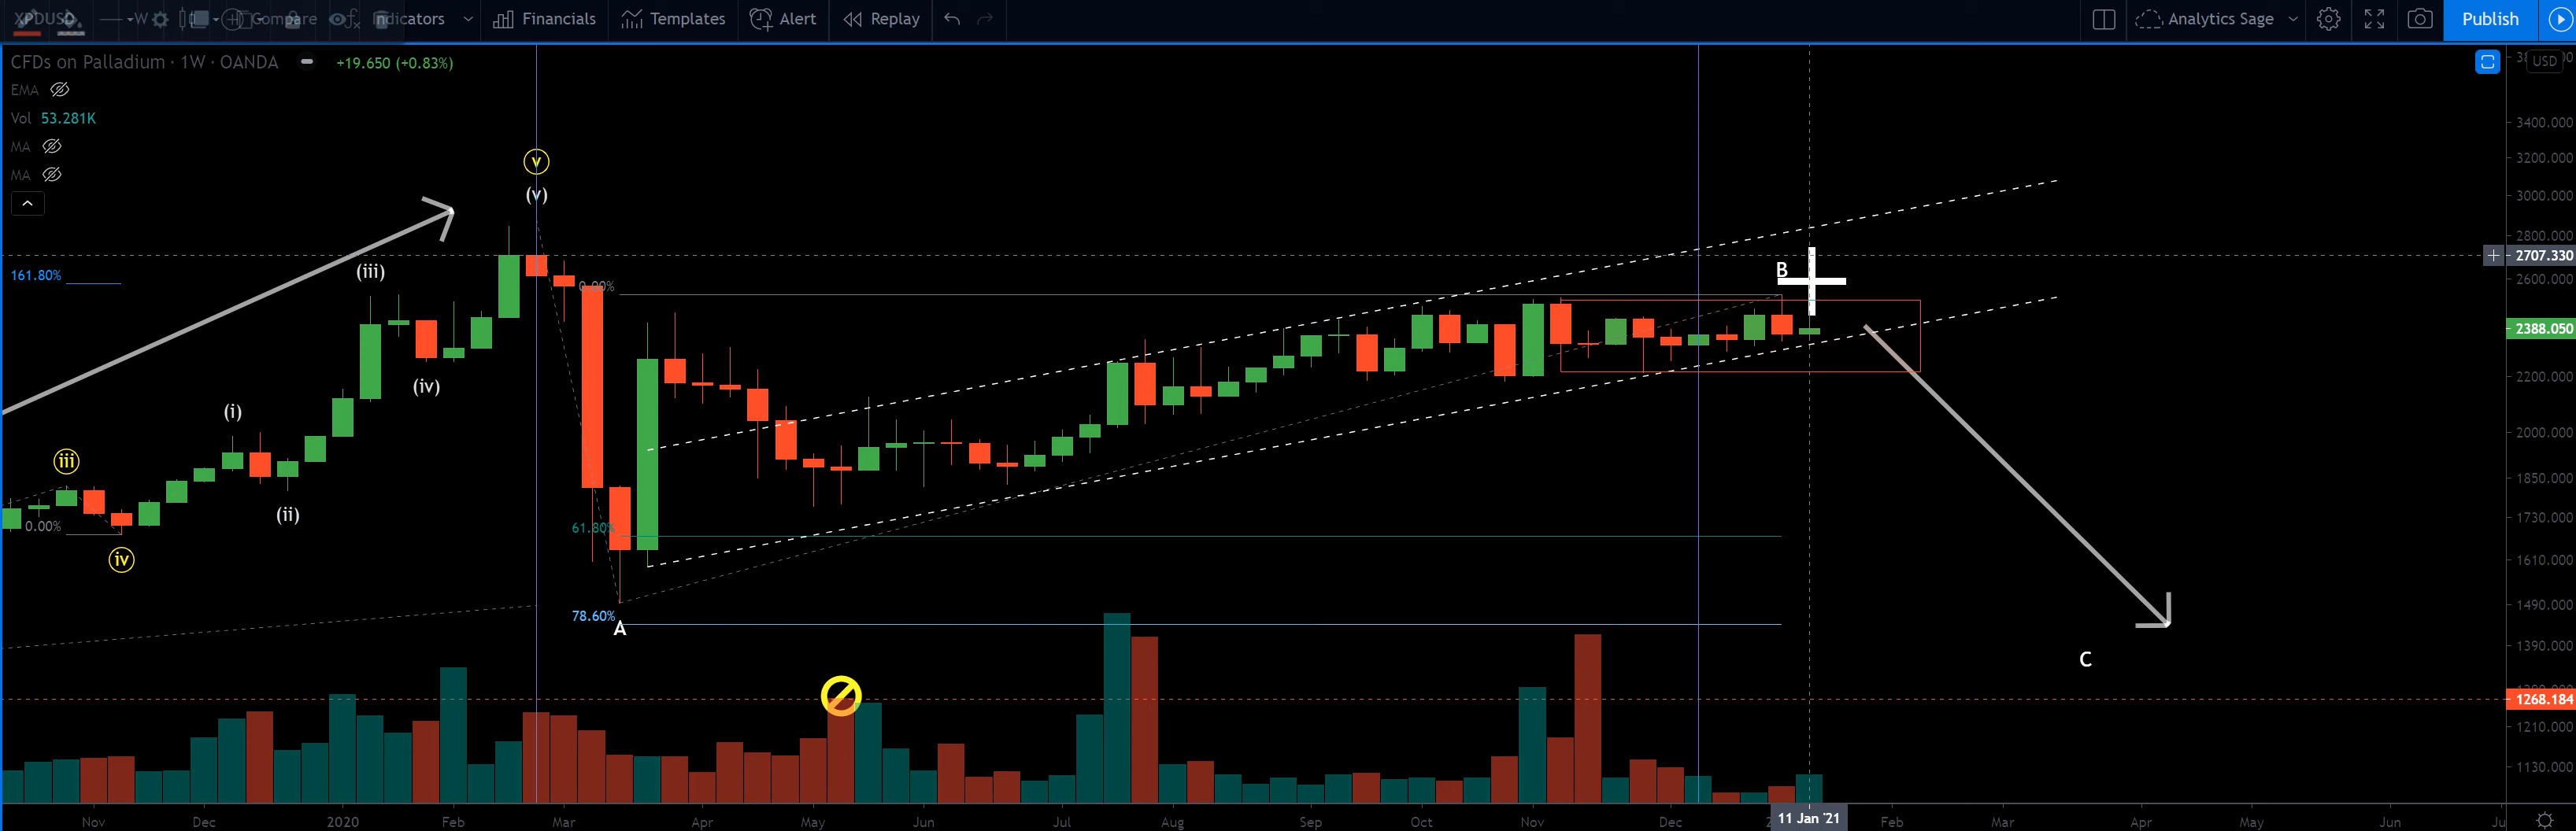 XPDUSD W Compare Indicators Financials Templates Alert Replay Analytics Sage Publish
CFDs on Palladium · 1W · OANDA +19.650 (+0.83%)
USD
EMA
Vol 53.281K
MA
MA
3400.000
3200.000
3000.000
2800.000
2707.330
2600.000
2388.050
2200.000
2000.000
1850.000
1730.000
1610.000
1490.000
1390.000
1268.184
1210.000
1130.000
v
(v)
161.80%
(iii)
(iv)
(i)
iii
(ii)
0.00%
iv
0.00%
B
61.80%
78.60%
A
C
Nov Dec 2020 Feb Mar Apr May Jun Jul Aug Sep Oct Nov Dec 11 Jan '21 Feb Mar Apr May Jun